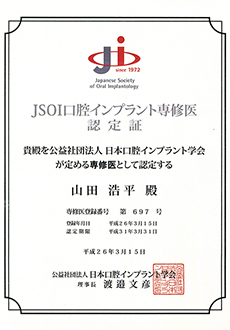 since 1972
Japanese Society
of Oral Implantology
JSOI口腔インプラント専修医
認定証
貴殿を公益社団法人 日本口腔インプラント学会
が定める専修医として認定する
山田 浩平 殿
専修医登録番号 第 697 号
登録年月日 平成26年3月15日
認定期限 平成31年3月31日
平成26年3月15日
公益社団法人 日本口腔インプラント学会
理事長 渡邉文彦